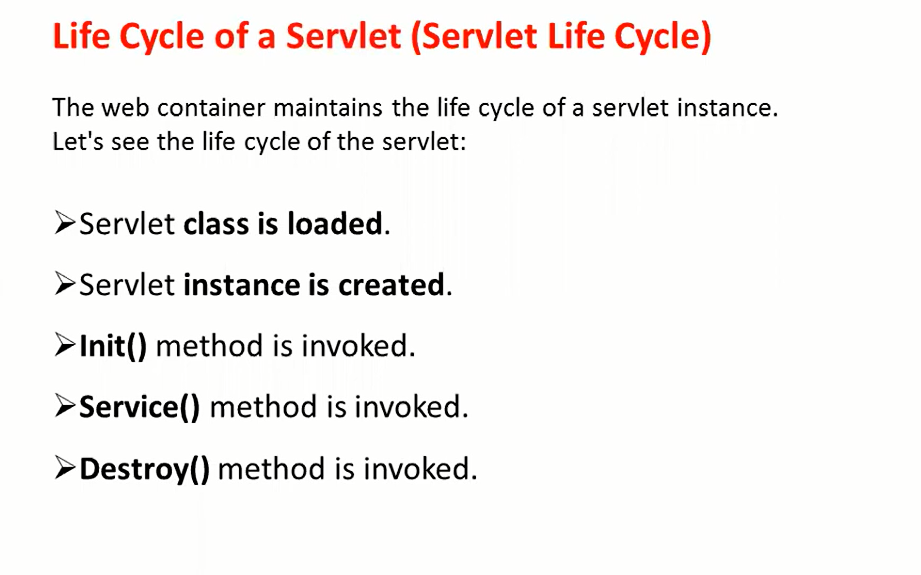 Life Cycle of a Servlet (Servlet Life Cycle)
The web container maintains the life cycle of a servlet instance.
Let's see the life cycle of the servlet:
➢Servlet class is loaded.
➢Servlet instance is created.
➢Init() method is invoked.
➢Service() method is invoked.
➢Destroy() method is invoked.